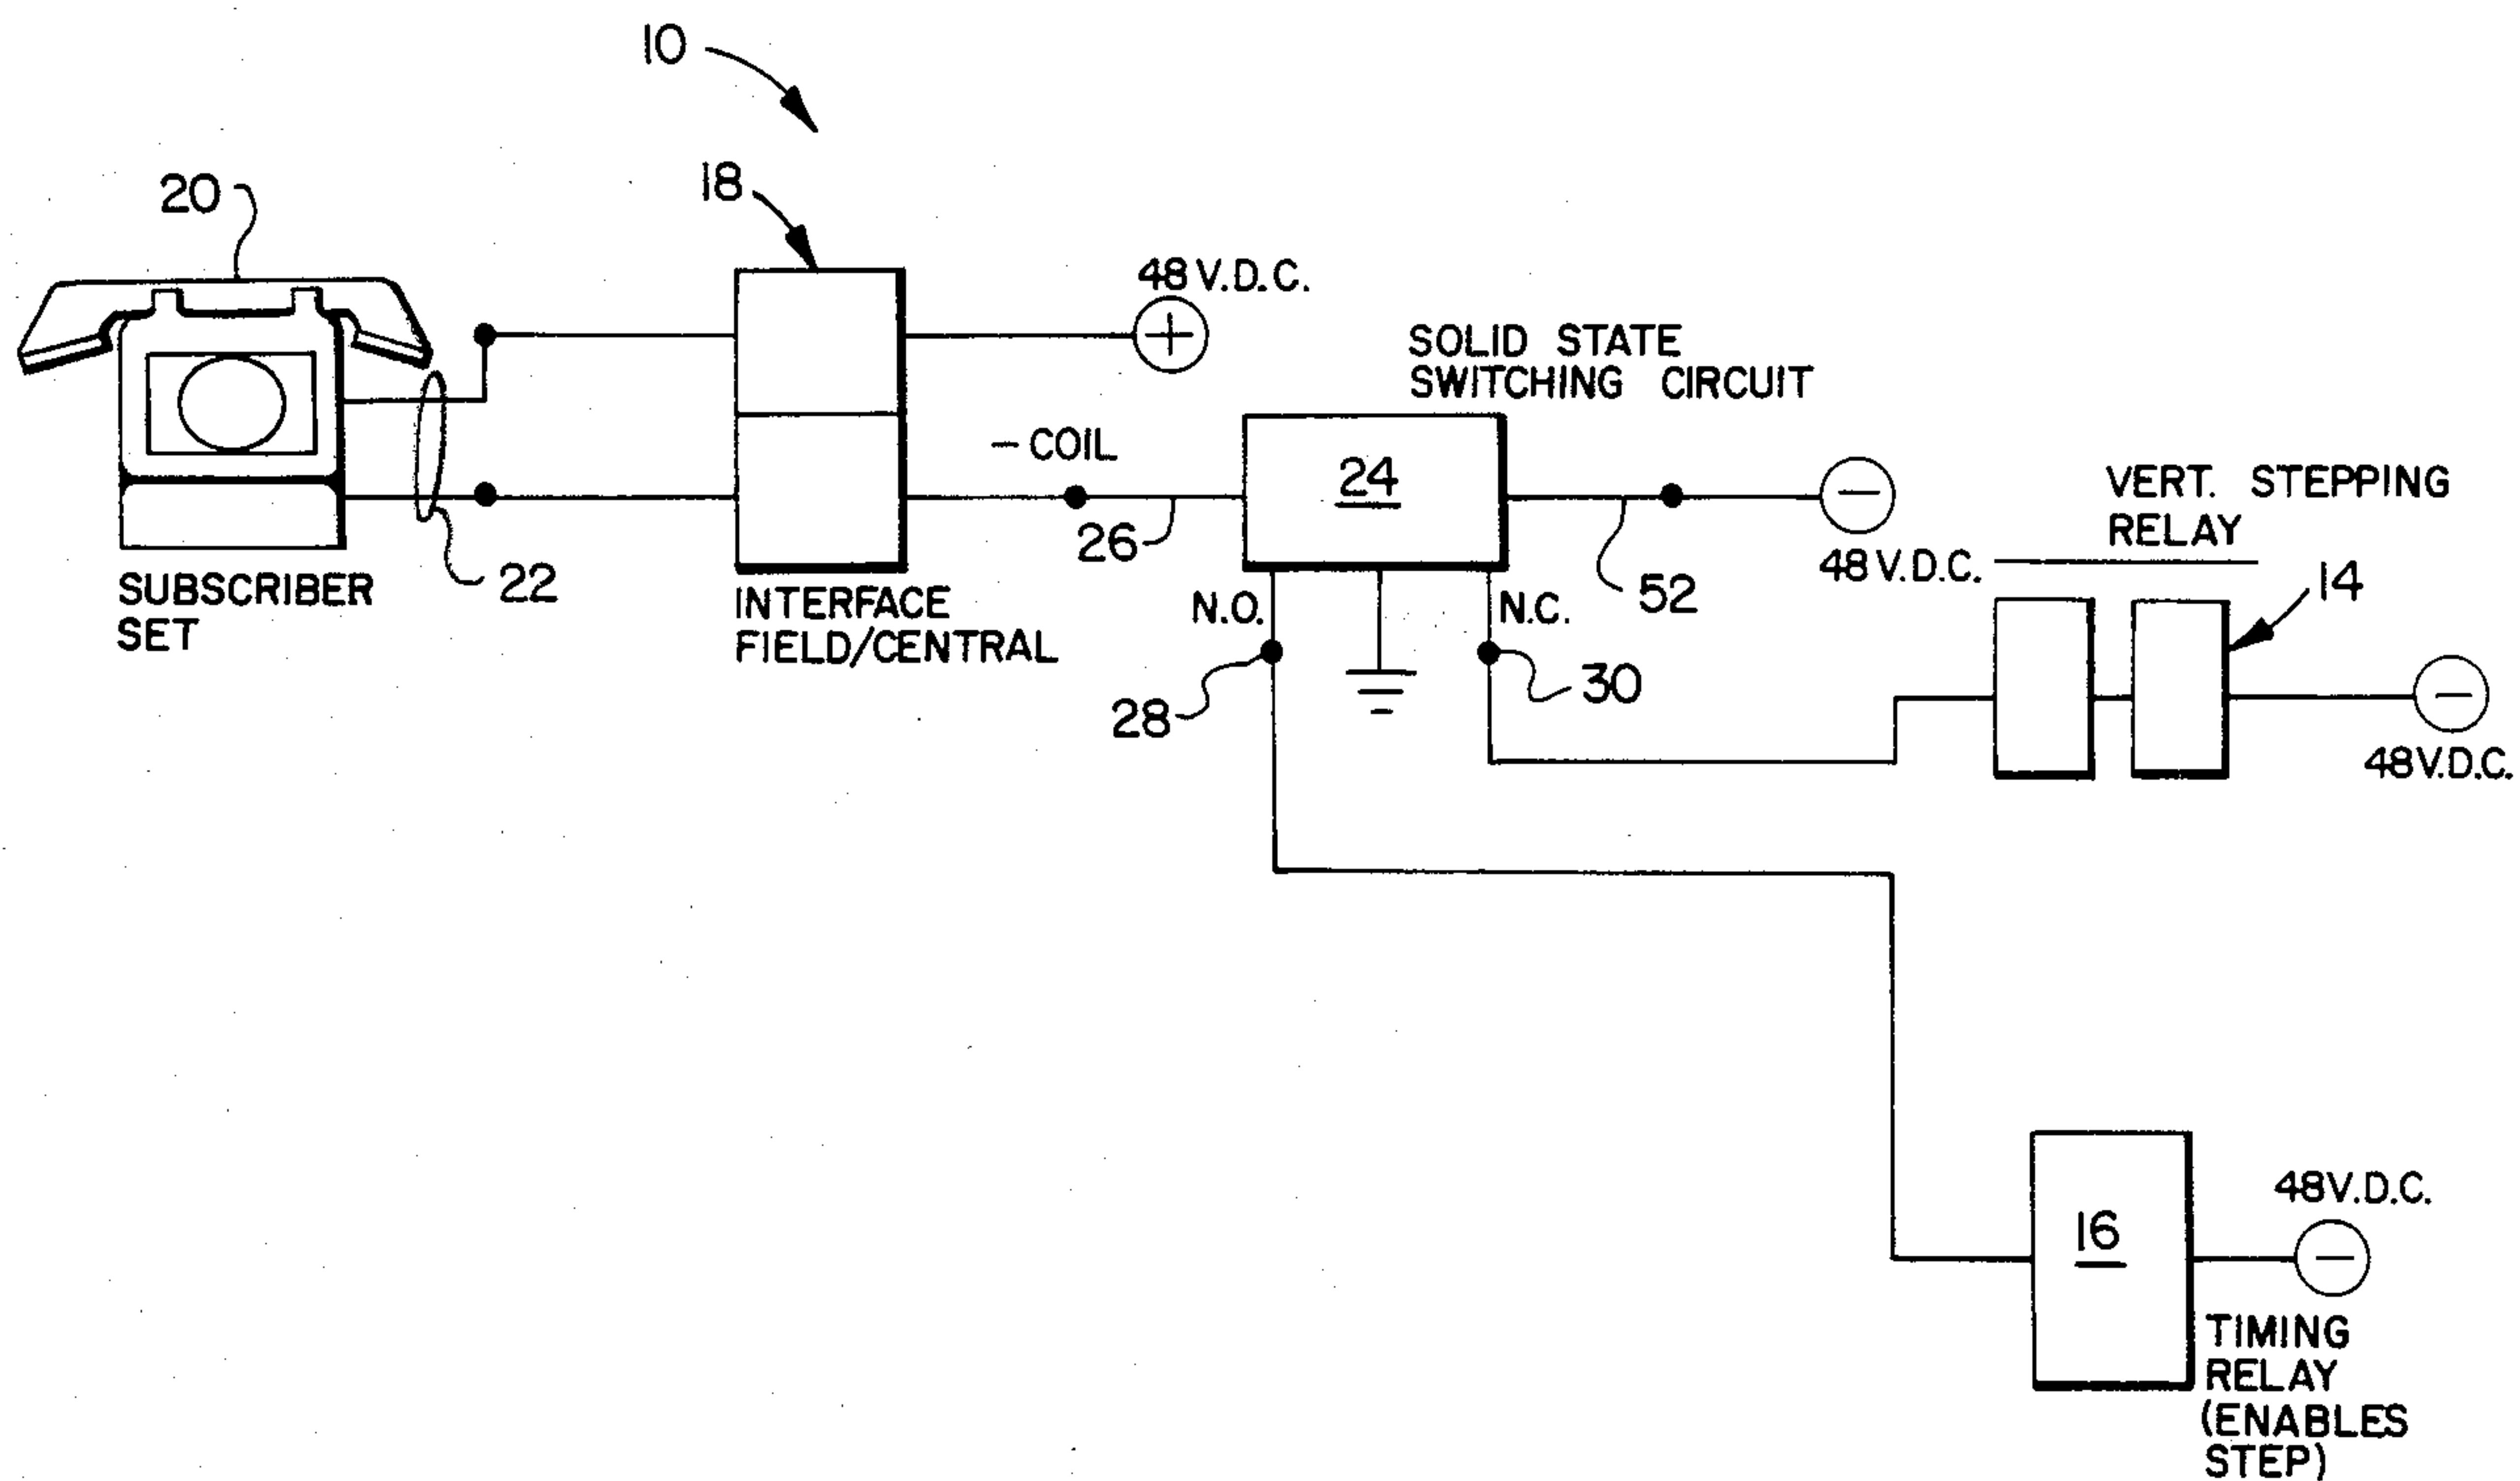 10
18
20
48 V.D.C.
+
SOLID STATE
SWITCHING CIRCUIT
- COIL
24
26
−
48 V.D.C.
52
VERT. STEPPING
RELAY
14
22
SUBSCRIBER
SET
INTERFACE
FIELD/CENTRAL
N.O.
N.C.
28
30
−
48V.D.C.
16
48V.D.C.
−
TIMING
RELAY
(ENABLES
STEP)